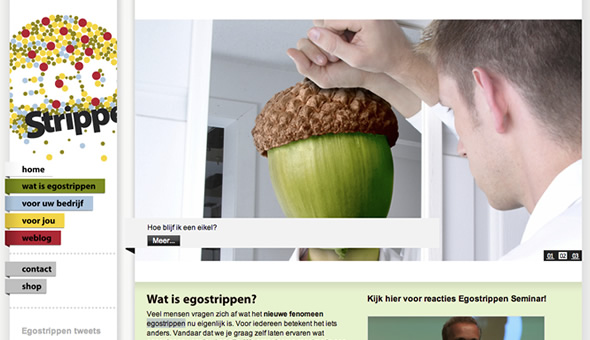 Strippe
home
wat is egostrippen
voor uw bedrijf
voor jou
weblog
contact
shop
Egostrippen tweets
Hoe blijf ik een eikel?
Meer...
01 02 03
Wat is egostrippen?
Veel mensen vragen zich af wat het nieuwe fenomeen
egostrippen nu eigenlijk is. Voor iedereen betekent het iets
anders. Vandaar dat we je graag zelf laten ervaren wat
Kijk hier voor reacties Egostrippen Seminar!